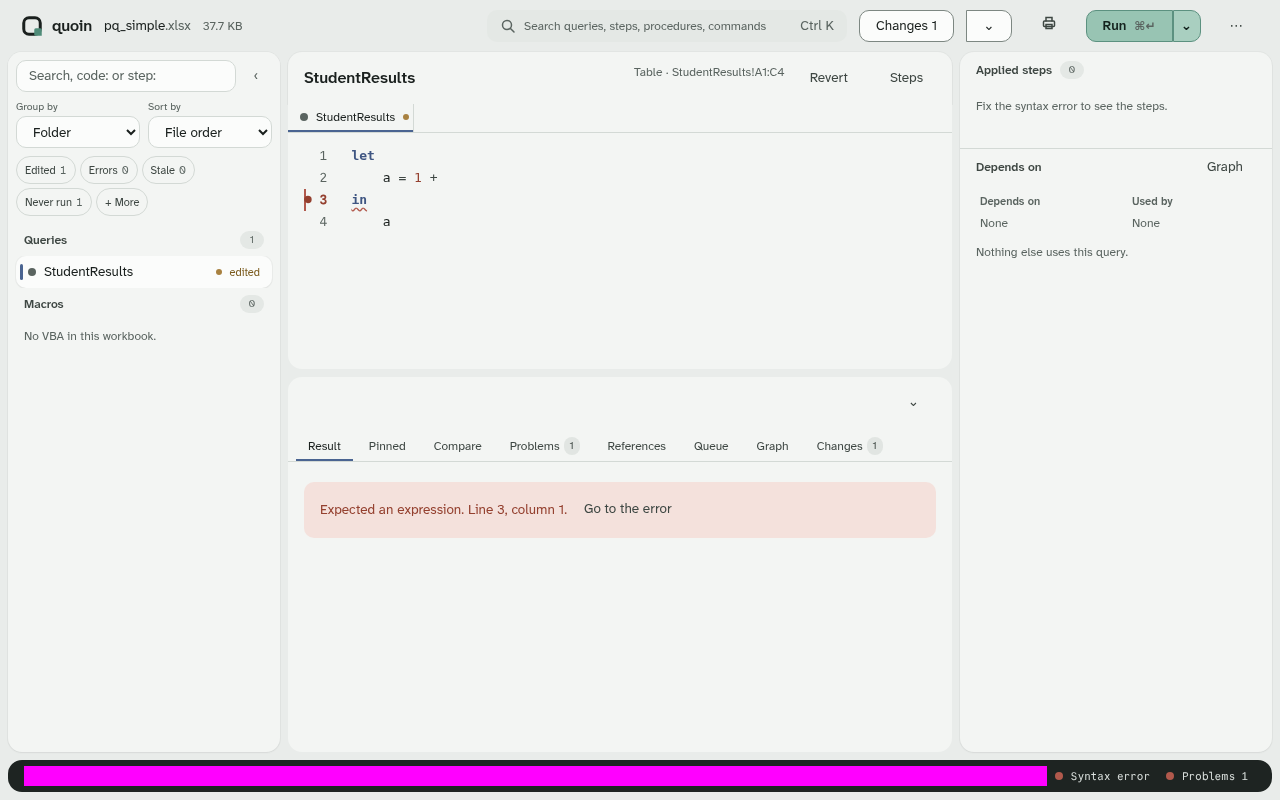 quoin pq_simple.xlsx 37.7 KB
Search queries, steps, procedures, commands Ctrl K
Changes 1
Run ⌘↵
Search, code: or step:
Group by
Sort by
Folder
File order
Edited 1
Errors 0
Stale 0
Never run 1
+ More
Queries 1
StudentResults edited
Macros 0
No VBA in this workbook.
StudentResults
Table · StudentResults!A1:C4
Revert
Steps
StudentResults
1 let
2 a = 1 +
3 in
4 a
Result
Pinned
Compare
Problems 1
References
Queue
Graph
Changes 1
Expected an expression. Line 3, column 1. Go to the error
Applied steps 0
Fix the syntax error to see the steps.
Depends on
Graph
Depends on
Used by
None
None
Nothing else uses this query.
Syntax error
Problems 1